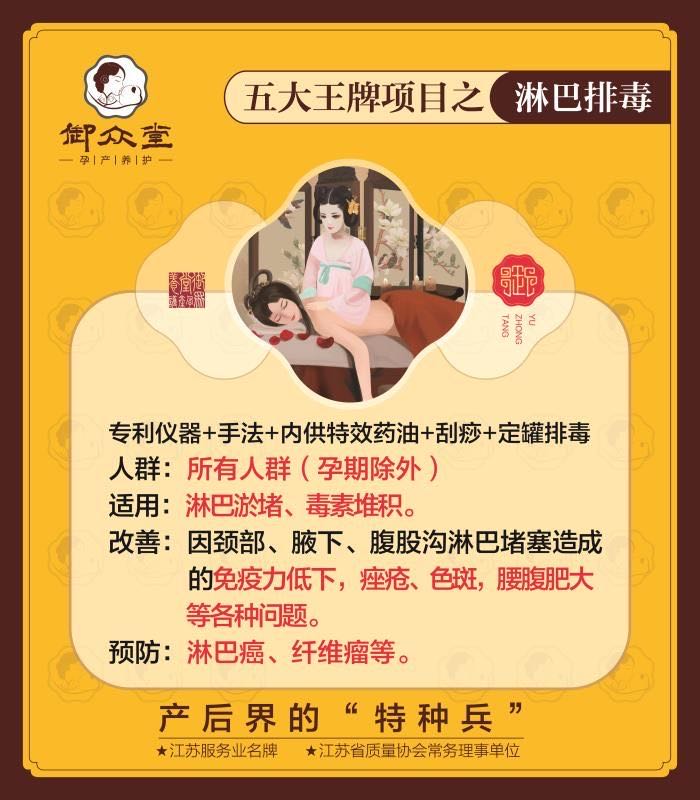 御众堂
孕|产|养|护
五大王牌项目之 淋巴排毒
YU
ZHONG
TANG
专利仪器+手法+内供特效药油+刮痧+定罐排毒
人群：所有人群（孕期除外）
适用：淋巴淤堵、毒素堆积。
改善：因颈部、腋下、腹股沟淋巴堵塞造成
的免疫力低下，痤疮、色斑，腰腹肥大
等各种问题。
预防：淋巴癌、纤维瘤等。
产后界的“特种兵”
★江苏服务业名牌 ★江苏省质量协会常务理事单位